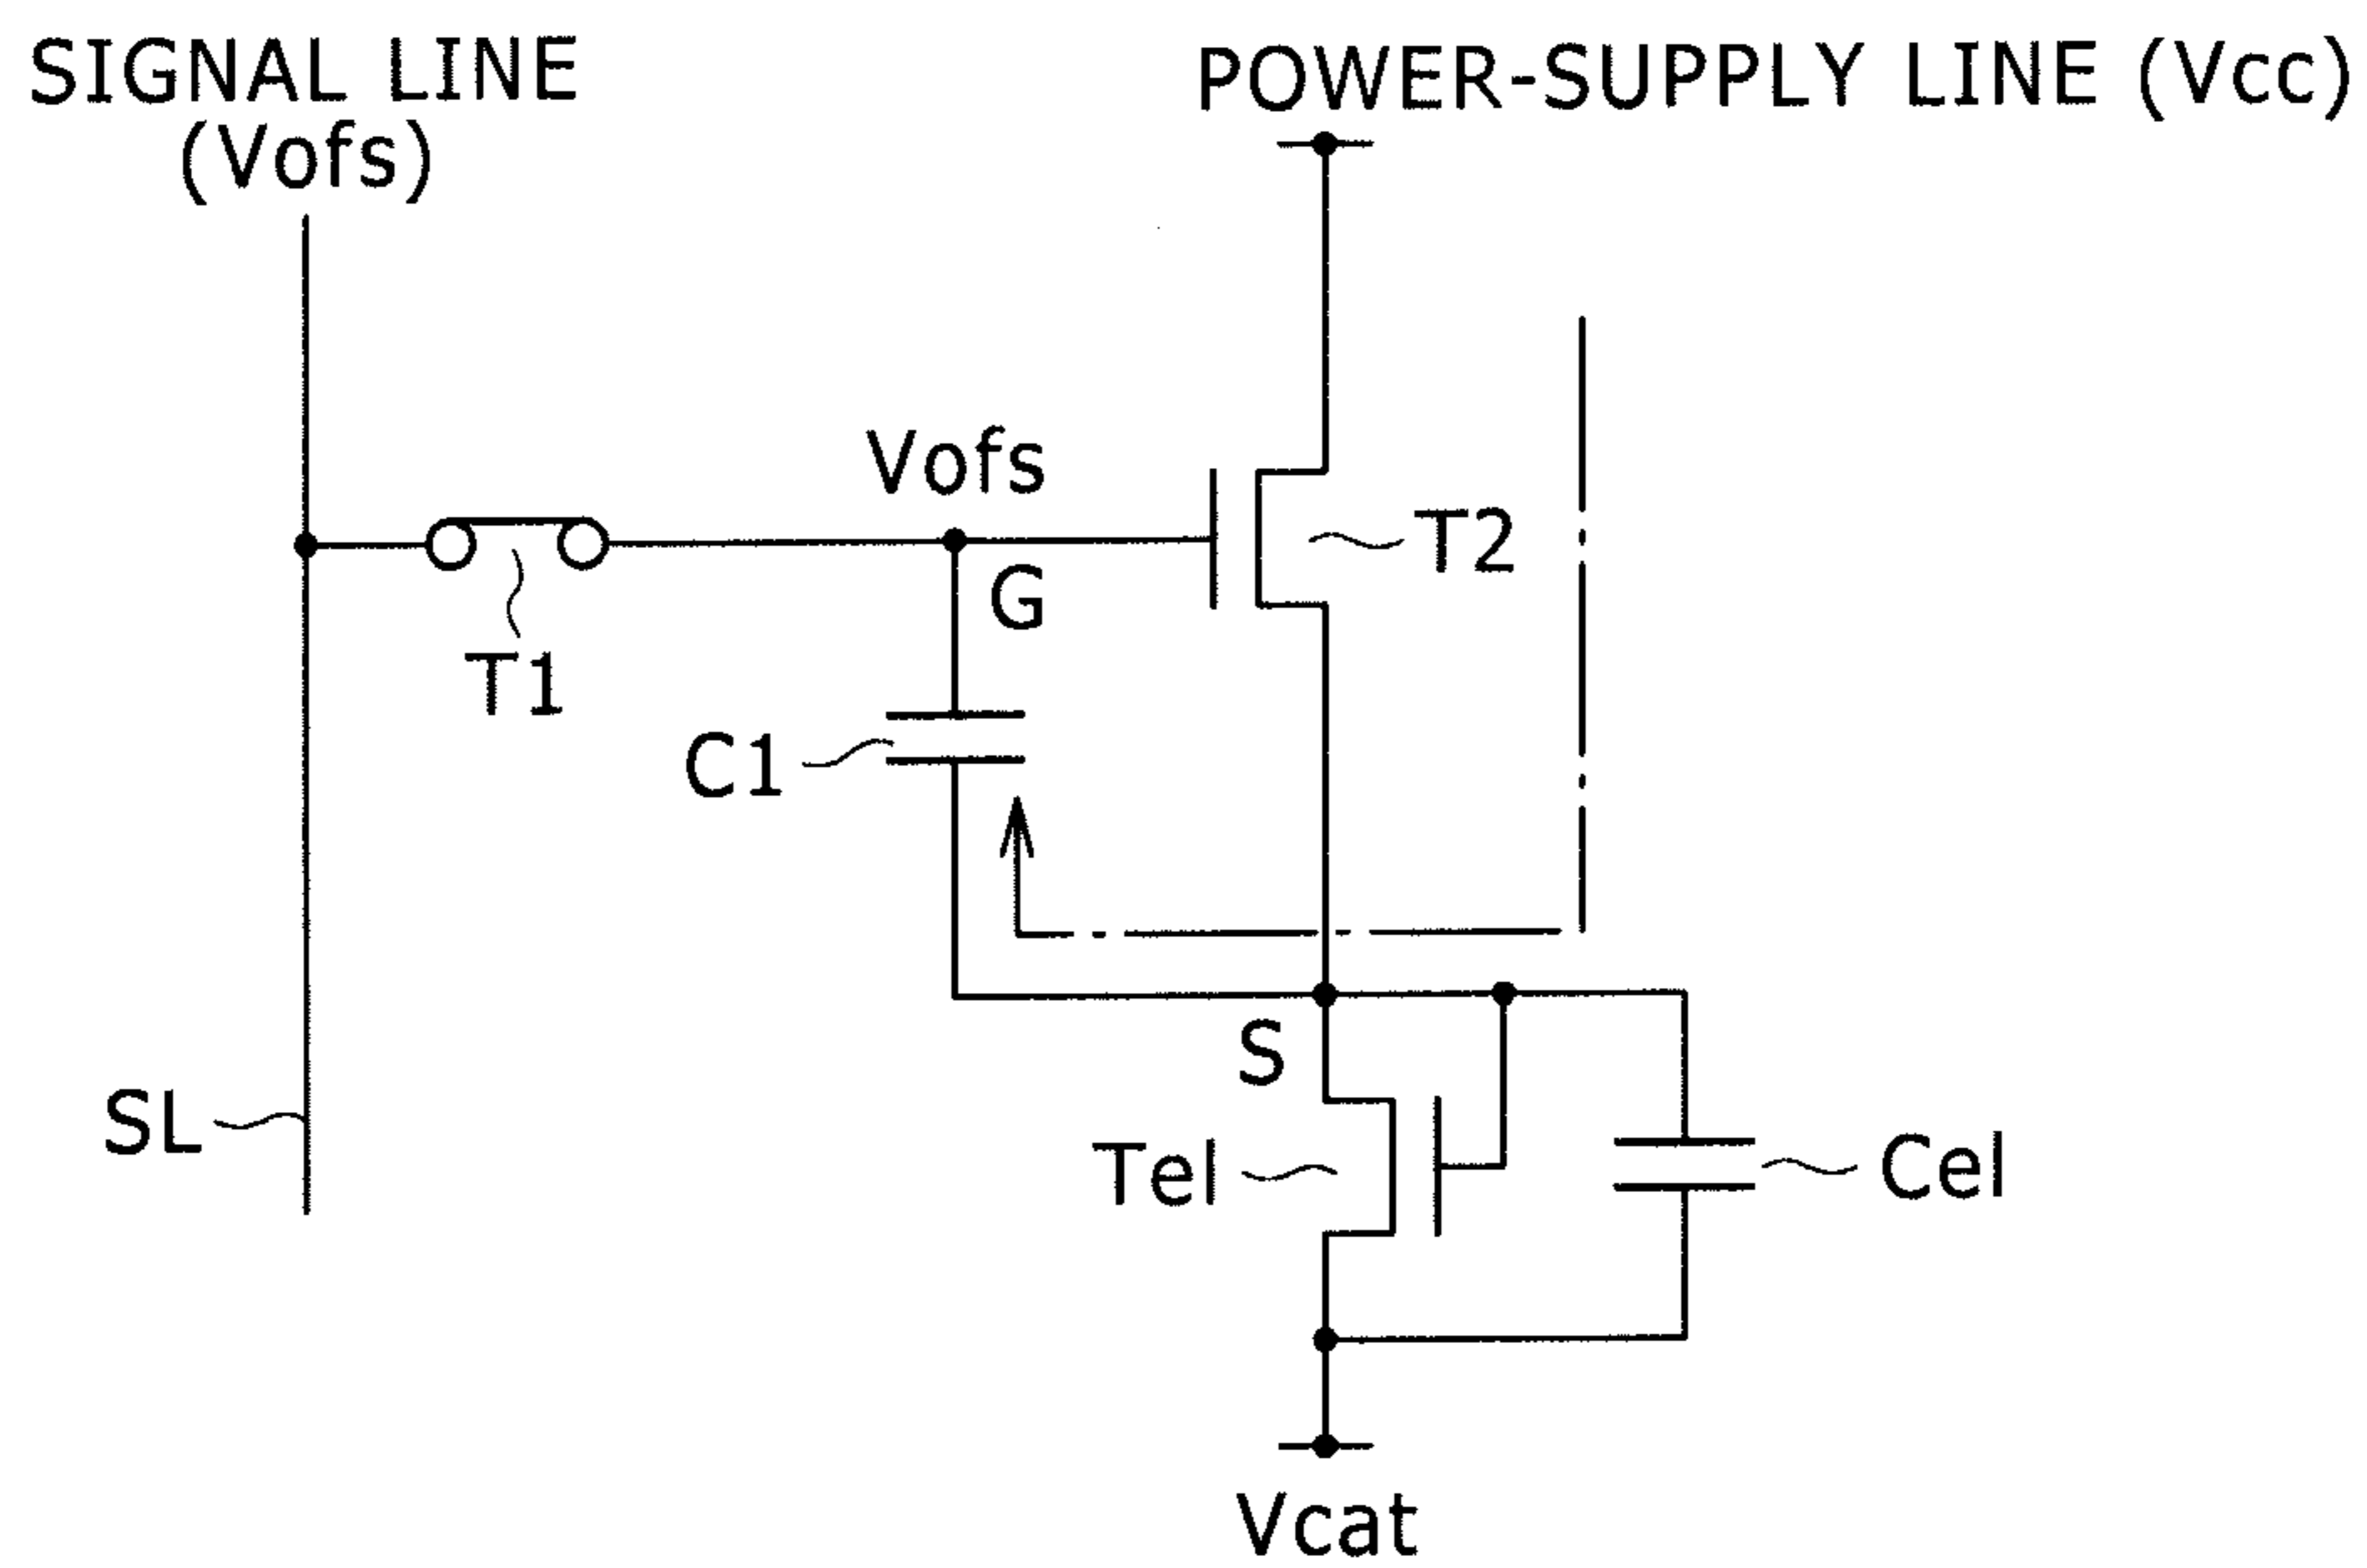 SIGNAL LINE
(Vofs)
POWER-SUPPLY LINE (Vcc)
Vofs
T2
G
T1
C1
S
SL
Tel
Cel
Vcat